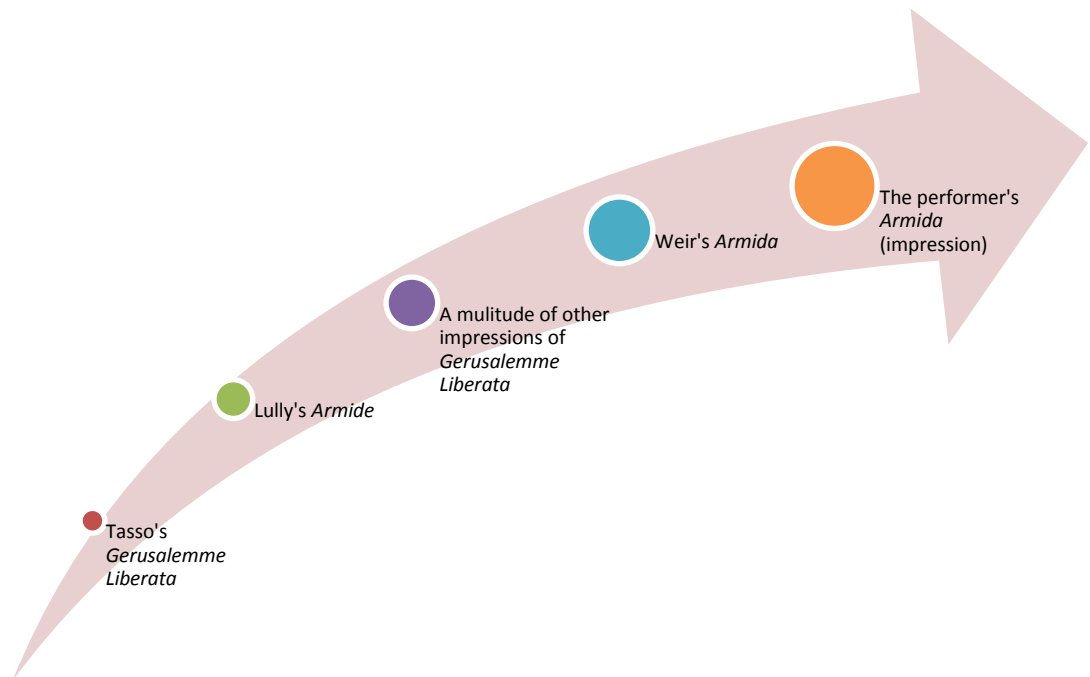 Tasso's
Gerusalemme
Liberata
Lully's Armide
A mulitude of other
impressions of
Gerusalemme
Liberata
Weir's Armida
The performer's
Armida
(impression)